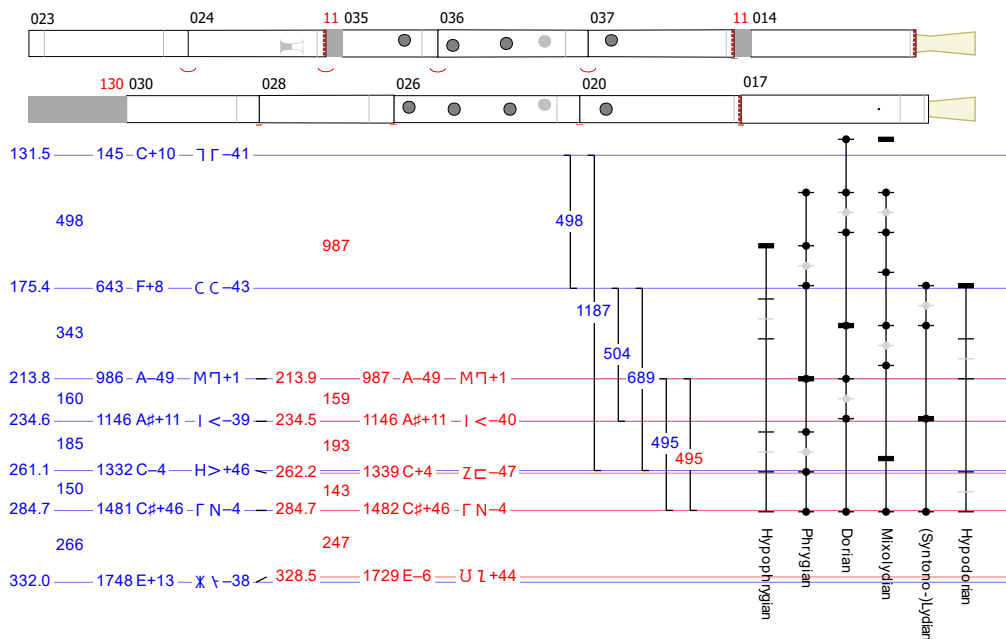 023 024 11 035 036 037 11 014
130 030 028 026 020 017
131.5 145 C+10 ℸ Γ –41
498 987 498
175.4 643 F+8 C C –43
1187
343 504
213.8 986 A–49 M ℸ +1 213.9 987 A–49 M ℸ +1 689
160 159
234.6 1146 A♯+11 I < –39 234.5 1146 A♯+11 I < –40
185 193 495 495
261.1 1332 C–4 H > +46 262.2 1339 C+4 Z ⊏ –47
150 143
284.7 1481 C♯+46 Γ N –4 284.7 1482 C♯+46 Γ N –4
266 247
332.0 1748 E+13 –38 328.5 1729 E–6 +44
Hypophrygian
Phrygian
Dorian
Mixolydian
(Syntono-)Lydian
Hypodorian